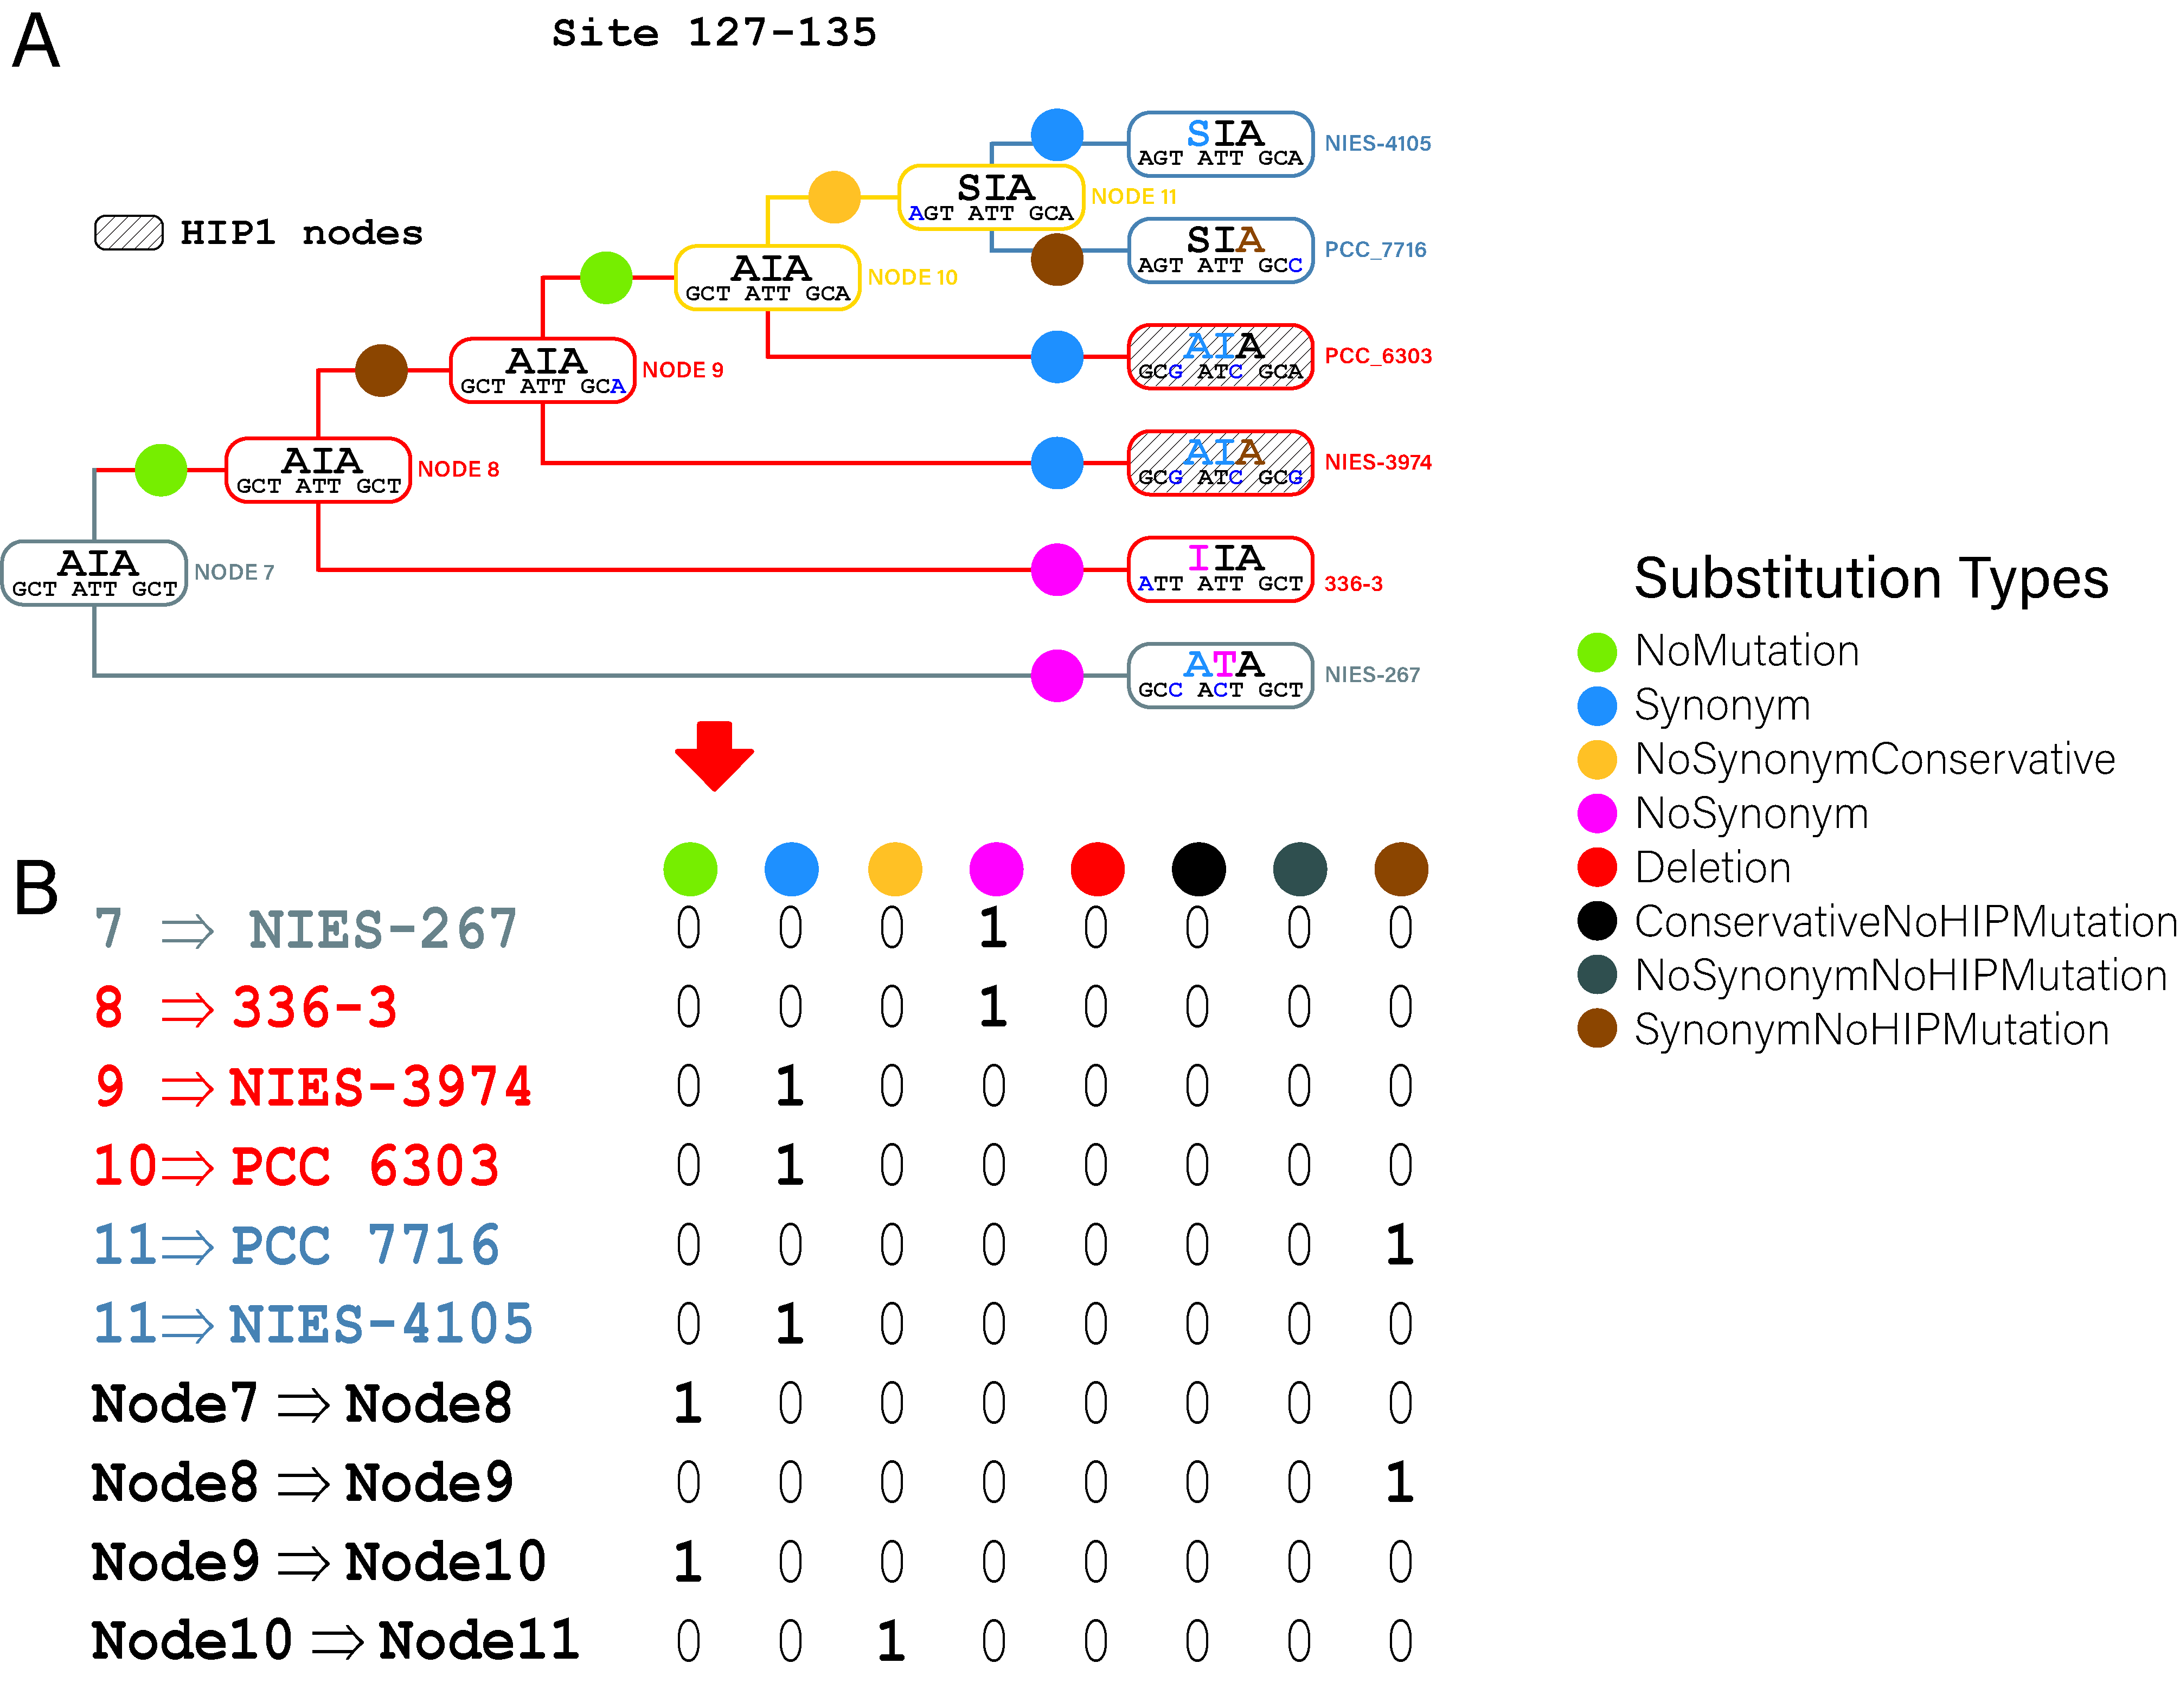 A
Site 127-135
SIA
AGT ATT GCA
NIES-4105
SIA
AGT ATT GCA
NODE 11
HIP1 nodes
SIA
AGT ATT GCC
PCC_7716
AIA
GCT ATT GCA
NODE 10
AIA
GCG ATC GCA
PCC_6303
AIA
GCT ATT GCA
NODE 9
AIA
GCG ATC GCG
NIES-3974
AIA
GCT ATT GCT
NODE 8
IIA
ATT ATT GCT
336-3
AIA
GCT ATT GCT
NODE 7
ATA
GCC ACT GCT
NIES-267
Substitution Types
NoMutation
Synonym
NoSynonymConservative
NoSynonym
Deletion
ConservativeNoHIPMutation
NoSynonymNoHIPMutation
SynonymNoHIPMutation
B
7 ⇒ NIES-267 0 0 0 1 0 0 0 0
8 ⇒ 336-3 0 0 0 1 0 0 0 0
9 ⇒ NIES-3974 0 1 0 0 0 0 0 0
10⇒ PCC 6303 0 1 0 0 0 0 0 0
11⇒ PCC 7716 0 0 0 0 0 0 0 1
11⇒ NIES-4105 0 1 0 0 0 0 0 0
Node7 ⇒ Node8 1 0 0 0 0 0 0 0
Node8 ⇒ Node9 0 0 0 0 0 0 0 1
Node9 ⇒ Node10 1 0 0 0 0 0 0 0
Node10 ⇒ Node11 0 0 1 0 0 0 0 0